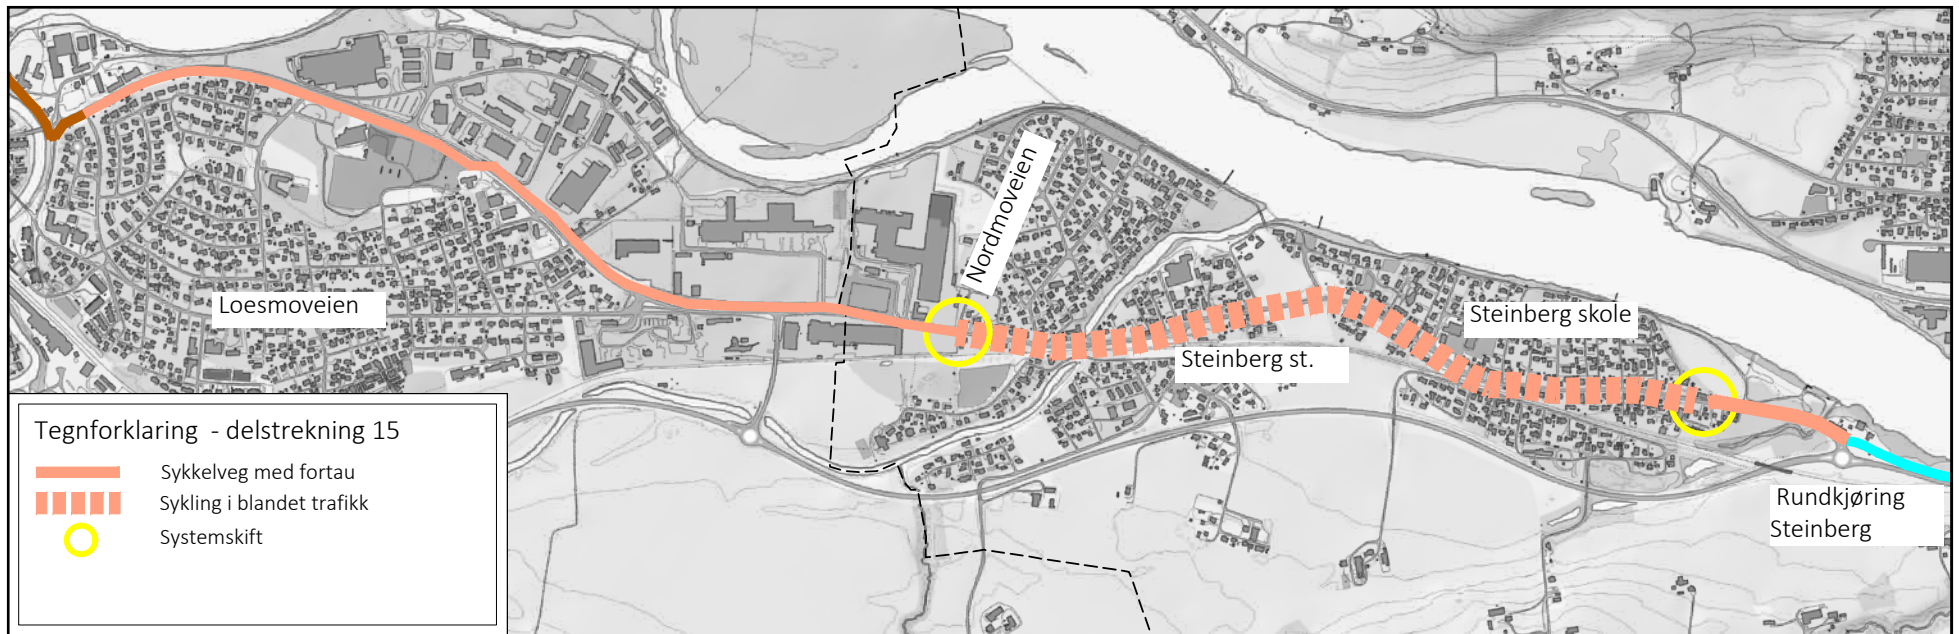 Nordmoveien
Loesmoveien
Steinberg skole
Steinberg st.
Tegnforklaring - delstrekning 15
Sykkelveg med fortau
Sykling i blandet trafikk
Systemskift
Rundkjøring
Steinberg